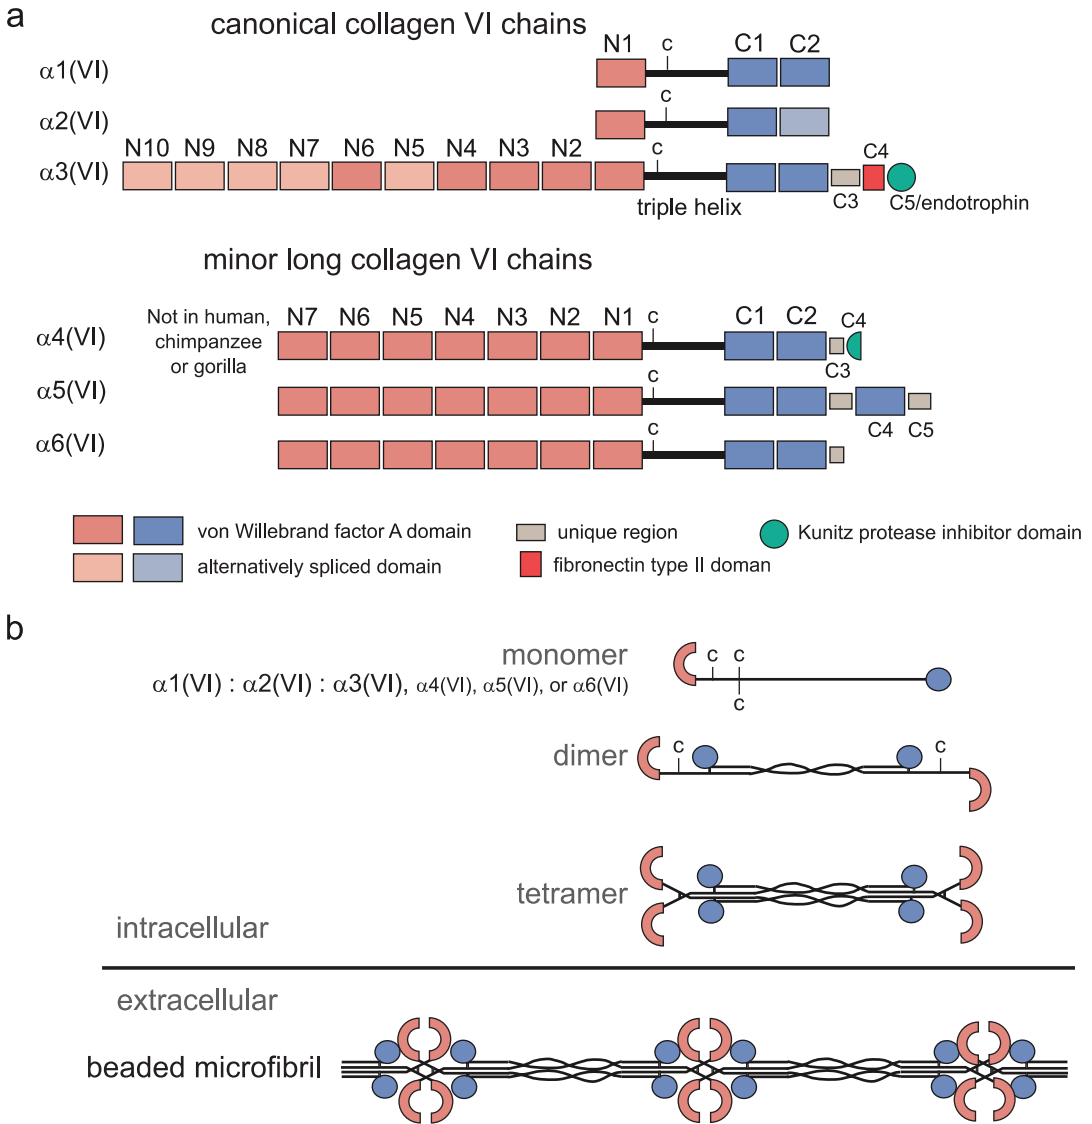 a
canonical collagen VI chains
N1 c C1 C2
α1(VI)
c
α2(VI)
N10 N9 N8 N7 N6 N5 N4 N3 N2 c C4
α3(VI)
triple helix C3 C5/endotrophin
minor long collagen VI chains
Not in human,
chimpanzee
or gorilla
N7 N6 N5 N4 N3 N2 N1 c C1 C2 C4
α4(VI)
C3
c
α5(VI)
C4 C5
c
α6(VI)
von Willebrand factor A domain
unique region
Kunitz protease inhibitor domain
alternatively spliced domain
fibronectin type II doman
b
monomer
c c
α1(VI) : α2(VI) : α3(VI), α4(VI), α5(VI), or α6(VI)
c
dimer
c c
tetramer
intracellular
extracellular
beaded microfibril